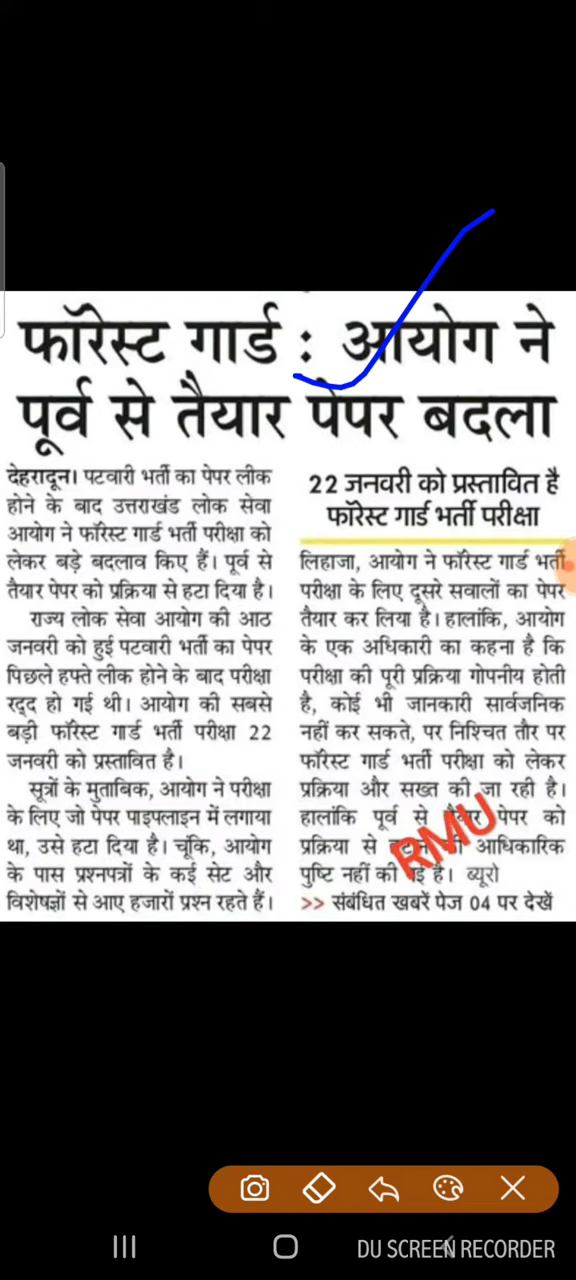 फॉरेस्ट गार्ड : आयोग ने
पूर्व से तैयार पेपर बदला
देहरादून। पटवारी भर्ती का पेपर लीक
होने के बाद उत्तराखंड लोक सेवा
आयोग ने फॉरेस्ट गार्ड भर्ती परीक्षा को
लेकर बड़े बदलाव किए हैं। पूर्व से
तैयार पेपर को प्रक्रिया से हटा दिया है।
राज्य लोक सेवा आयोग की आठ
जनवरी को हुई पटवारी भर्ती का पेपर
पिछले हफ्ते लीक होने के बाद परीक्षा
रद्द हो गई थी। आयोग की सबसे
बड़ी फॉरेस्ट गार्ड भर्ती परीक्षा 22
जनवरी को प्रस्तावित है।
सूत्रों के मुताबिक, आयोग ने परीक्षा
के लिए जो पेपर पाइपलाइन में लगाया
था, उसे हटा दिया है। चूंकि, आयोग
के पास प्रश्नपत्रों के कई सेट और
विशेषज्ञों से आए हजारों प्रश्न रहते हैं।
22 जनवरी को प्रस्तावित है
फॉरेस्ट गार्ड भर्ती परीक्षा
लिहाजा, आयोग ने फॉरेस्ट गार्ड भर्ती
परीक्षा के लिए दूसरे सवालों का पेपर
तैयार कर लिया है। हालांकि, आयोग
के एक अधिकारी का कहना है कि
परीक्षा की पूरी प्रक्रिया गोपनीय होती
है, कोई भी जानकारी सार्वजनिक
नहीं कर सकते, पर निश्चित तौर पर
फॉरेस्ट गार्ड भर्ती परीक्षा को लेकर
प्रक्रिया और सख्त की जा रही है।
हालांकि पूर्व से तैयार पेपर को
प्रक्रिया से आधिकारिक
पुष्टि नहीं की गई है। ब्यूरो
>> संबंधित खबरें पेज 04 पर देखें
RMU
DU SCREEN RECORDER